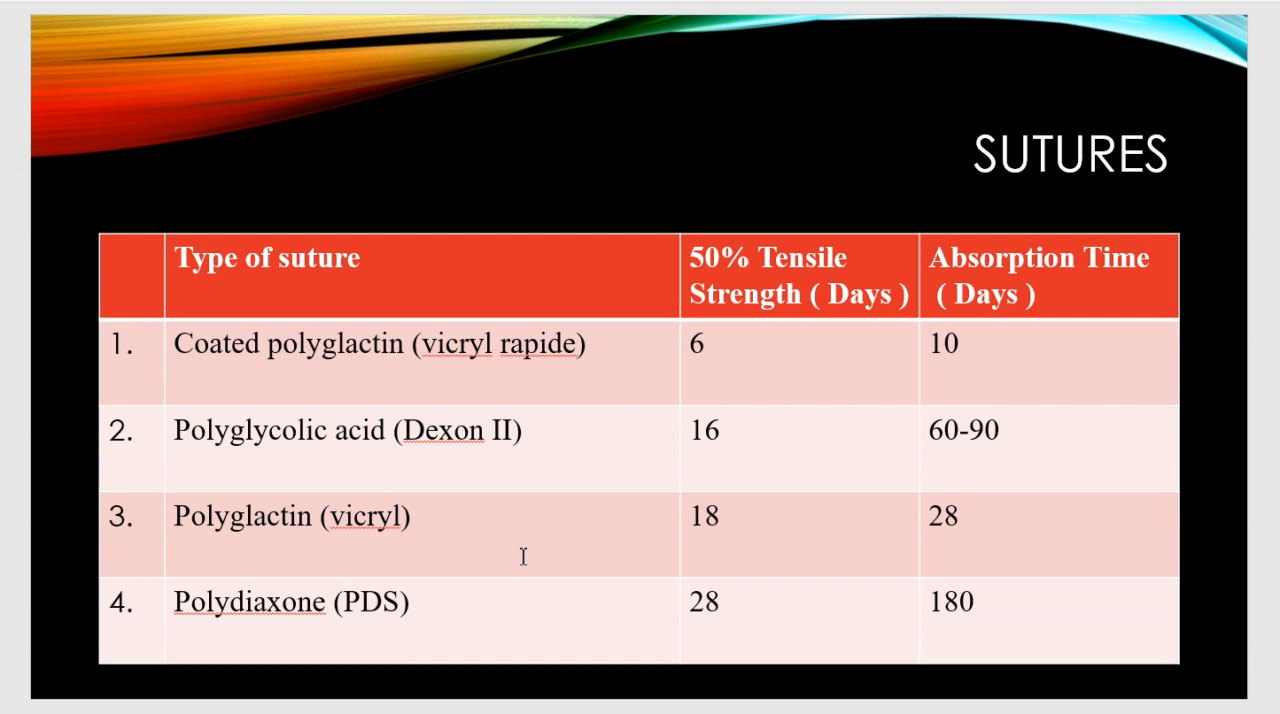 SUTURES
Type of suture
50% Tensile
Strength ( Days )
Absorption Time
( Days )
1. Coated polyglactin (vicryl rapide) 6 10
2. Polyglycolic acid (Dexon II) 16 60-90
3. Polyglactin (vicryl) 18 28
4. Polydiaxone (PDS) 28 180